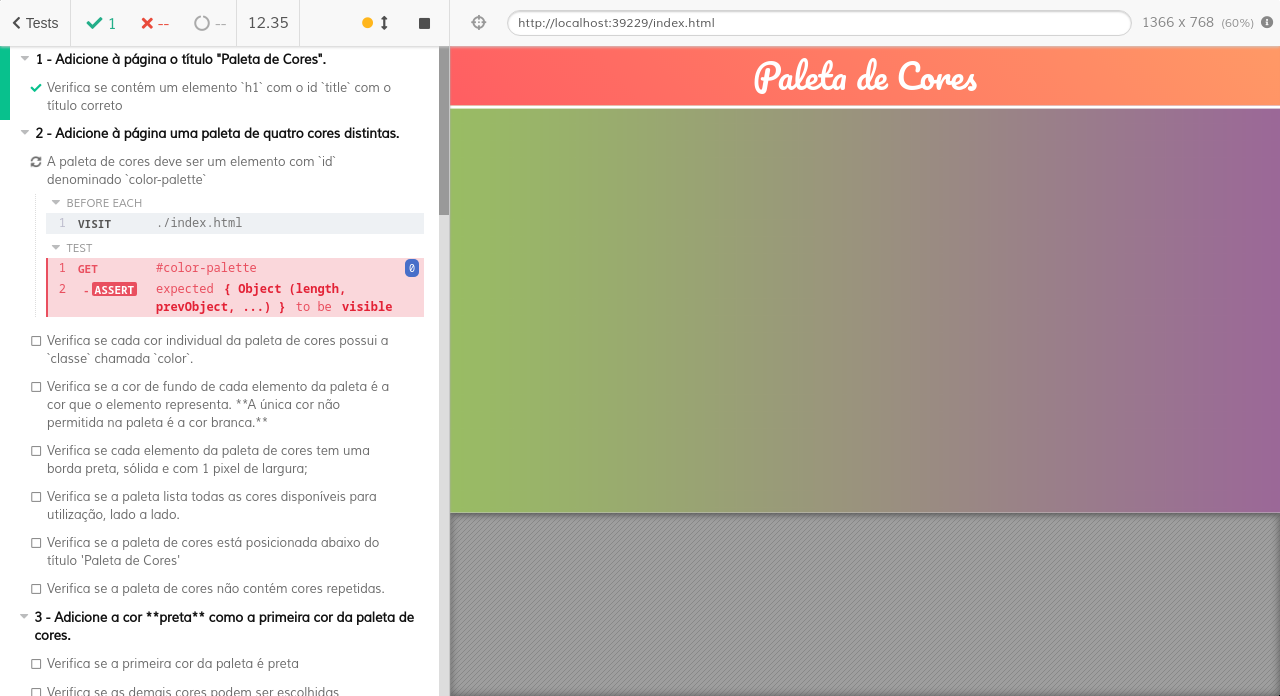 Tests
1
--
--
12.35
http://localhost:39229/index.html
1366 x 768 (60%)
1 - Adicione à página o título "Paleta de Cores".
Verifica se contém um elemento `h1` com o id `title` com o
título correto
2 - Adicione à página uma paleta de quatro cores distintas.
A paleta de cores deve ser um elemento com `id`
denominado `color-palette`
BEFORE EACH
1 VISIT ./index.html
TEST
1 GET #color-palette 0
2 -ASSERT expected { Object (length,
prevObject, ...) } to be visible
Verifica se cada cor individual da paleta de cores possui a
`classe` chamada `color`.
Verifica se a cor de fundo de cada elemento da paleta é a
cor que o elemento representa. **A única cor não
permitida na paleta é a cor branca.**
Verifica se cada elemento da paleta de cores tem uma
borda preta, sólida e com 1 pixel de largura;
Verifica se a paleta lista todas as cores disponíveis para
utilização, lado a lado.
Verifica se a paleta de cores está posicionada abaixo do
título 'Paleta de Cores'
Verifica se a paleta de cores não contém cores repetidas.
3 - Adicione a cor **preta** como a primeira cor da paleta de
cores.
Verifica se a primeira cor da paleta é preta
Verifica se as demais cores podem ser escolhidas
Paleta de Cores